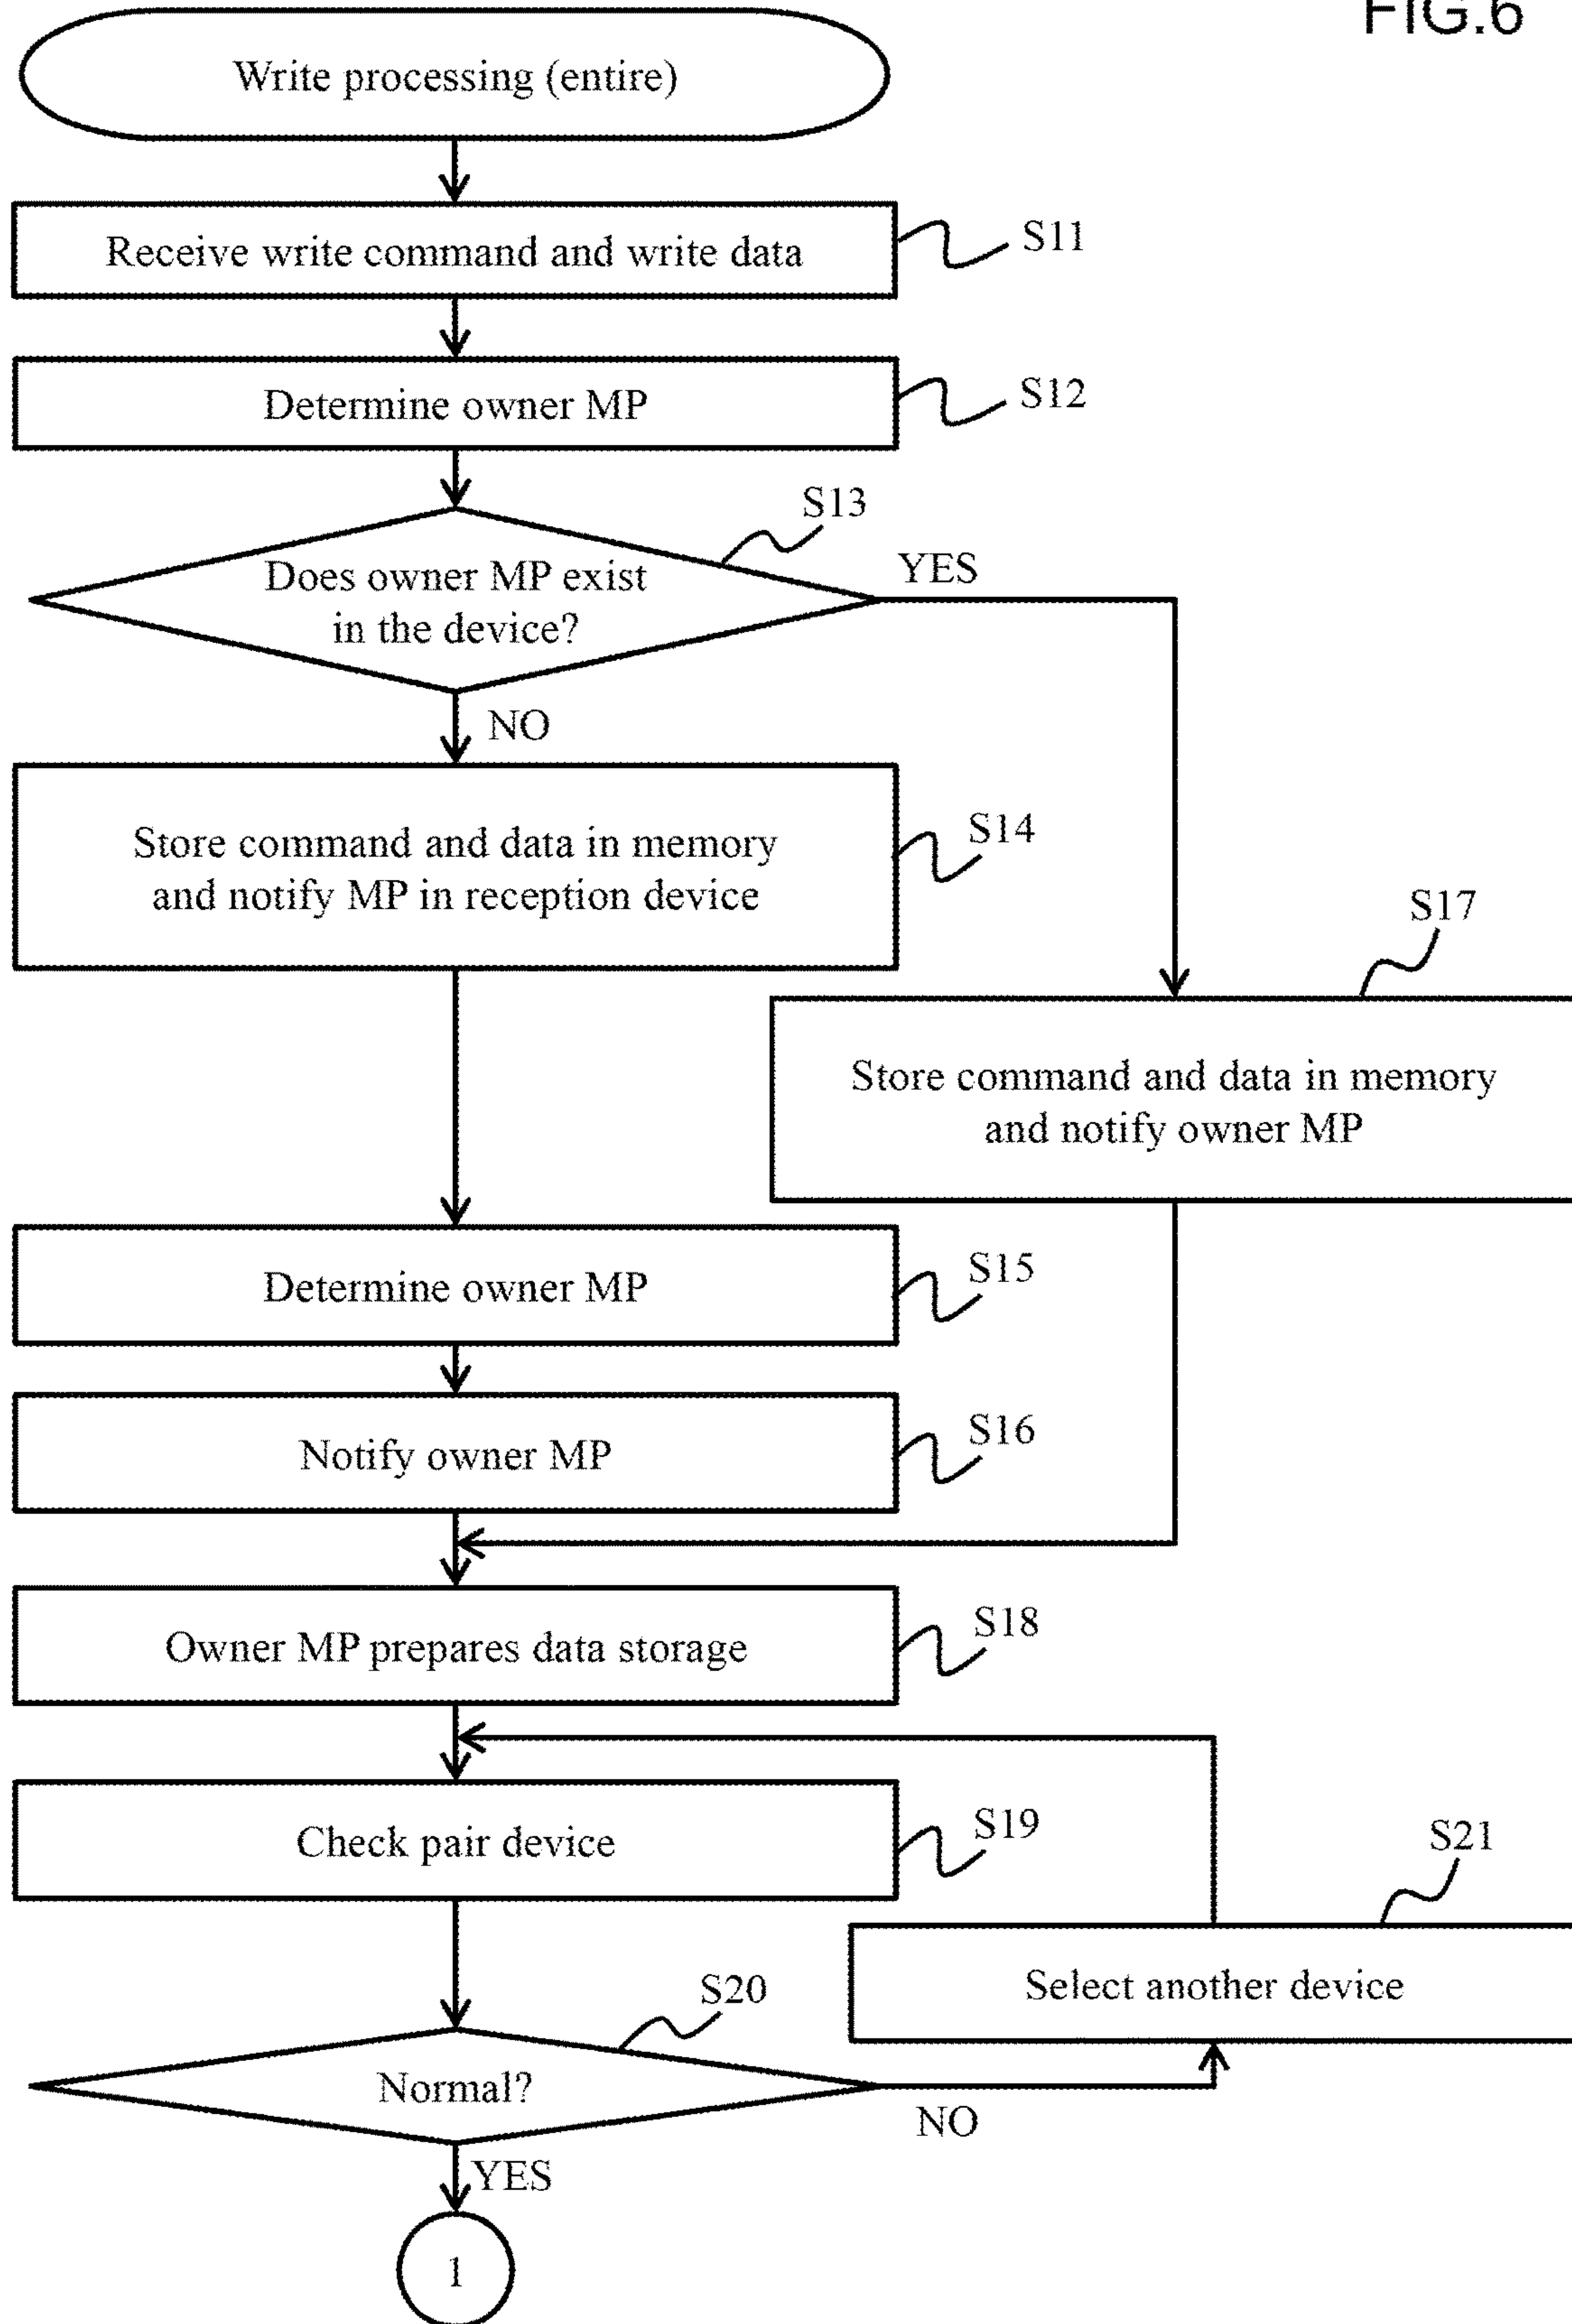 FIG.6
Write processing (entire)
Receive write command and write data
S11
Determine owner MP
S12
S13
Does owner MP exist
in the device?
YES
NO
Store command and data in memory
and notify MP in reception device
S14
S17
Store command and data in memory
and notify owner MP
Determine owner MP
S15
Notify owner MP
S16
Owner MP prepares data storage
S18
Check pair device
S19
S21
Select another device
S20
Normal?
NO
YES
1